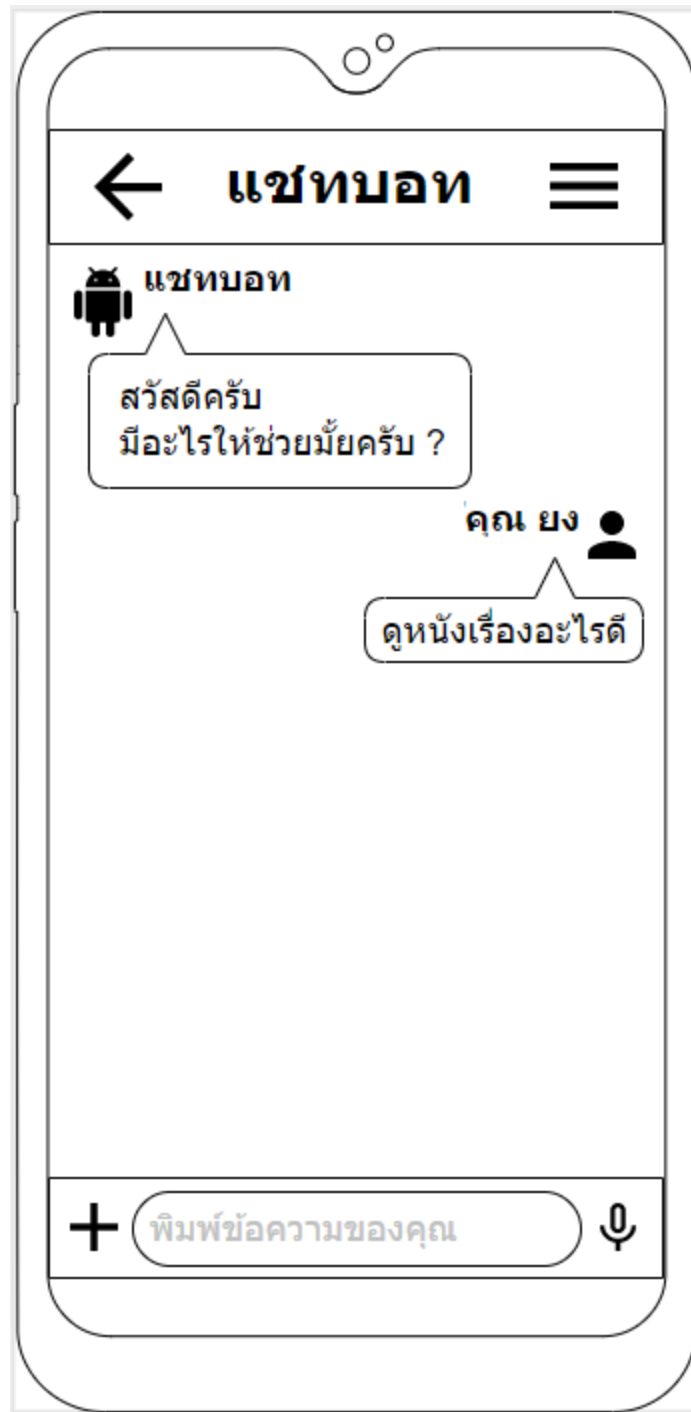 แชทบอท
แชทบอท
สวัสดีครับ
มีอะไรให้ช่วยมั้ยครับ ?
คุณ ยง
ดูหนังเรื่องอะไรดี
พิมพ์ข้อความของคุณ